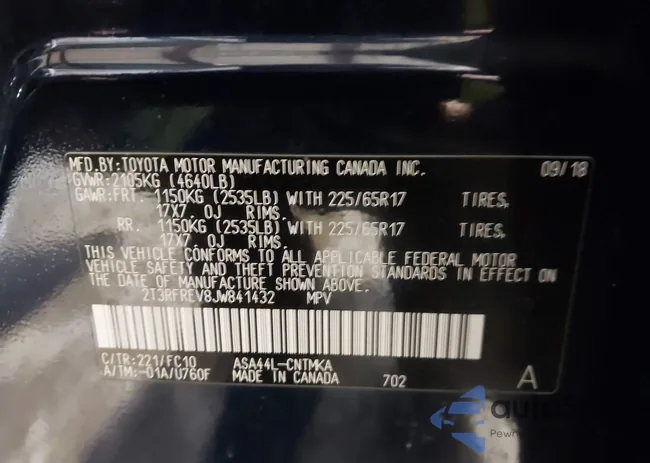 MFD.BY:TOYOTA MOTOR MANUFACTURING CANADA INC. 09/18
GVWR:2105KG (4640LB)
GAWR:FRT. 1150KG (2535LB) WITH 225/65R17 TIRES,
17X7.0J RIMS.
RR. 1150KG (2535LB) WITH 225/65R17 TIRES,
17X7.0J RIMS.
THIS VEHICLE CONFORMS TO ALL APPLICABLE FEDERAL MOTOR
VEHICLE SAFETY AND THEFT PREVENTION STANDARDS IN EFFECT ON
THE DATE OF MANUFACTURE SHOWN ABOVE.
2T3RFREV8JW841432 MPV
C/TR:221/FC10 ASA44L-CNTMKA
A/TM:-01A/U760F MADE IN CANADA 702 A